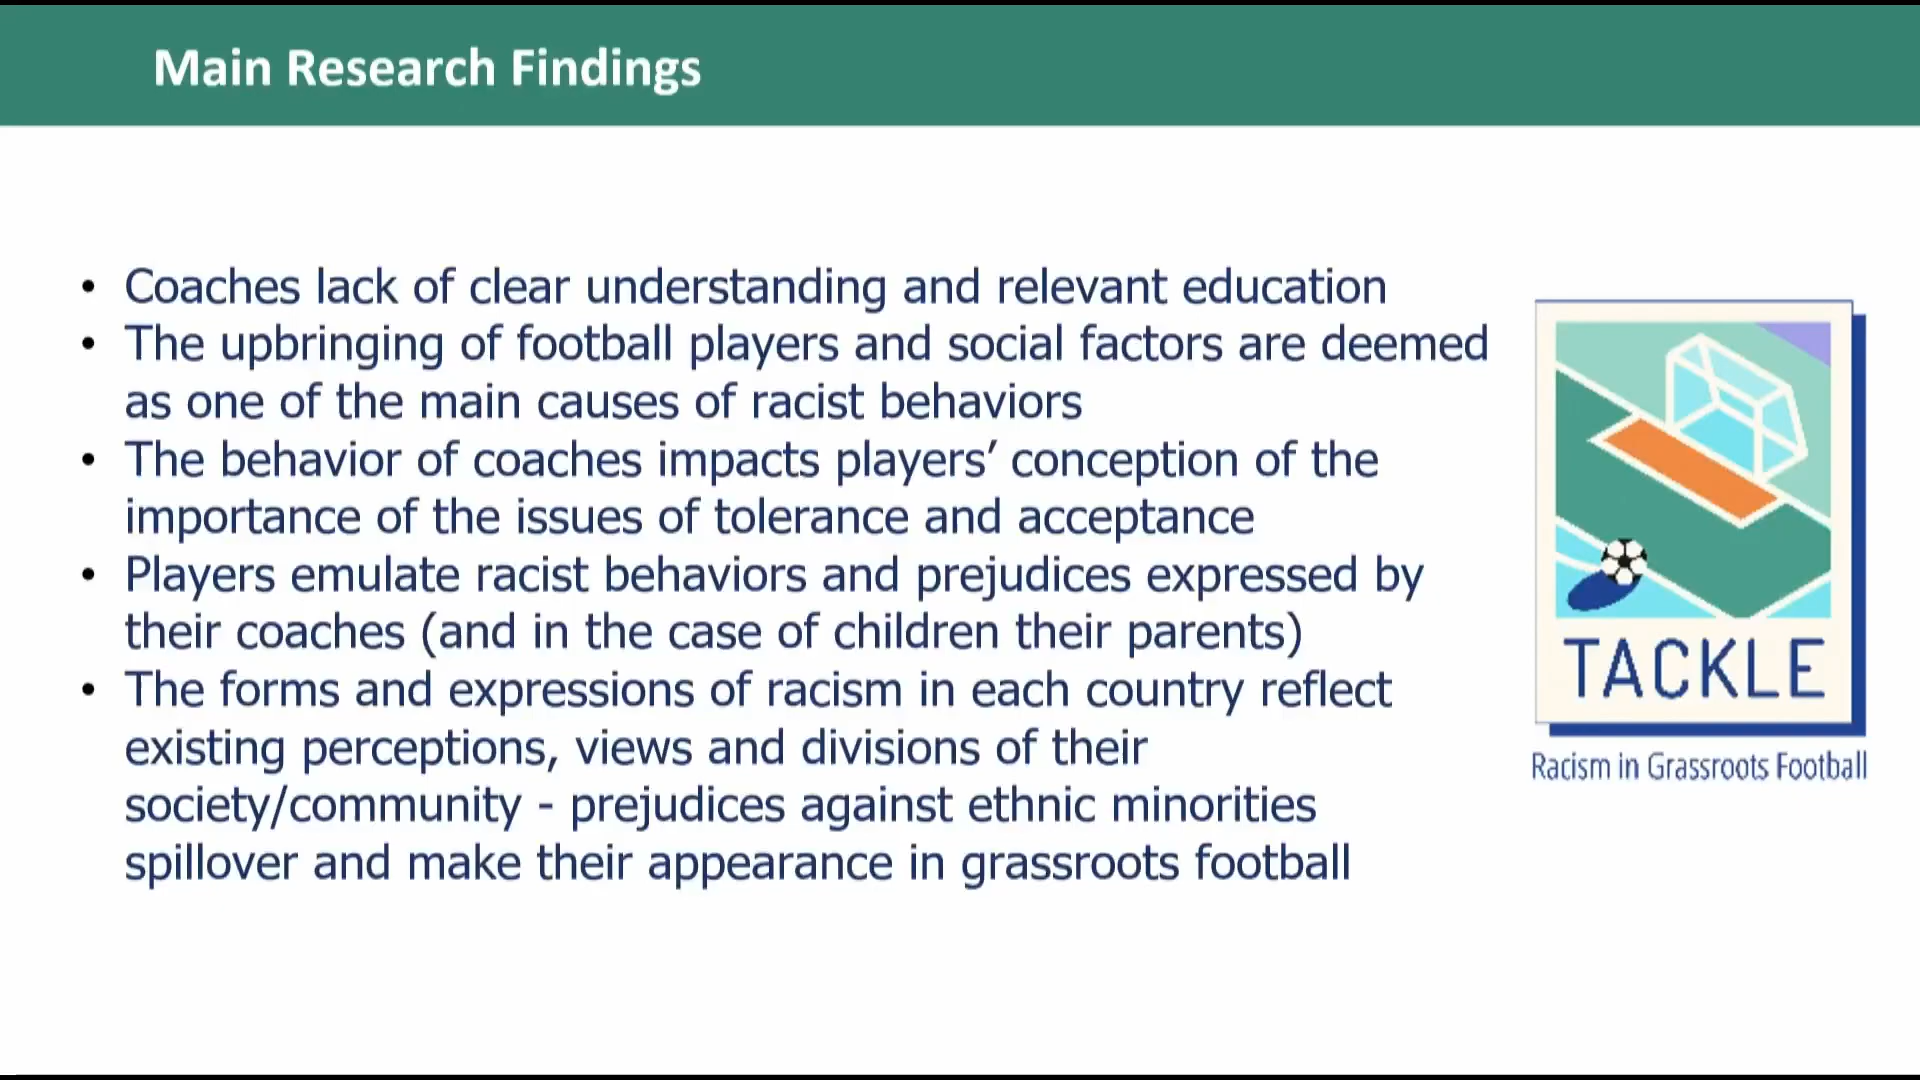 Main Research Findings
• Coaches lack of clear understanding and relevant education
• The upbringing of football players and social factors are deemed
as one of the main causes of racist behaviors
• The behavior of coaches impacts players’ conception of the
importance of the issues of tolerance and acceptance
• Players emulate racist behaviors and prejudices expressed by
their coaches (and in the case of children their parents)
• The forms and expressions of racism in each country reflect
existing perceptions, views and divisions of their
society/community - prejudices against ethnic minorities
spillover and make their appearance in grassroots football
TACKLE
Racism in Grassroots Football